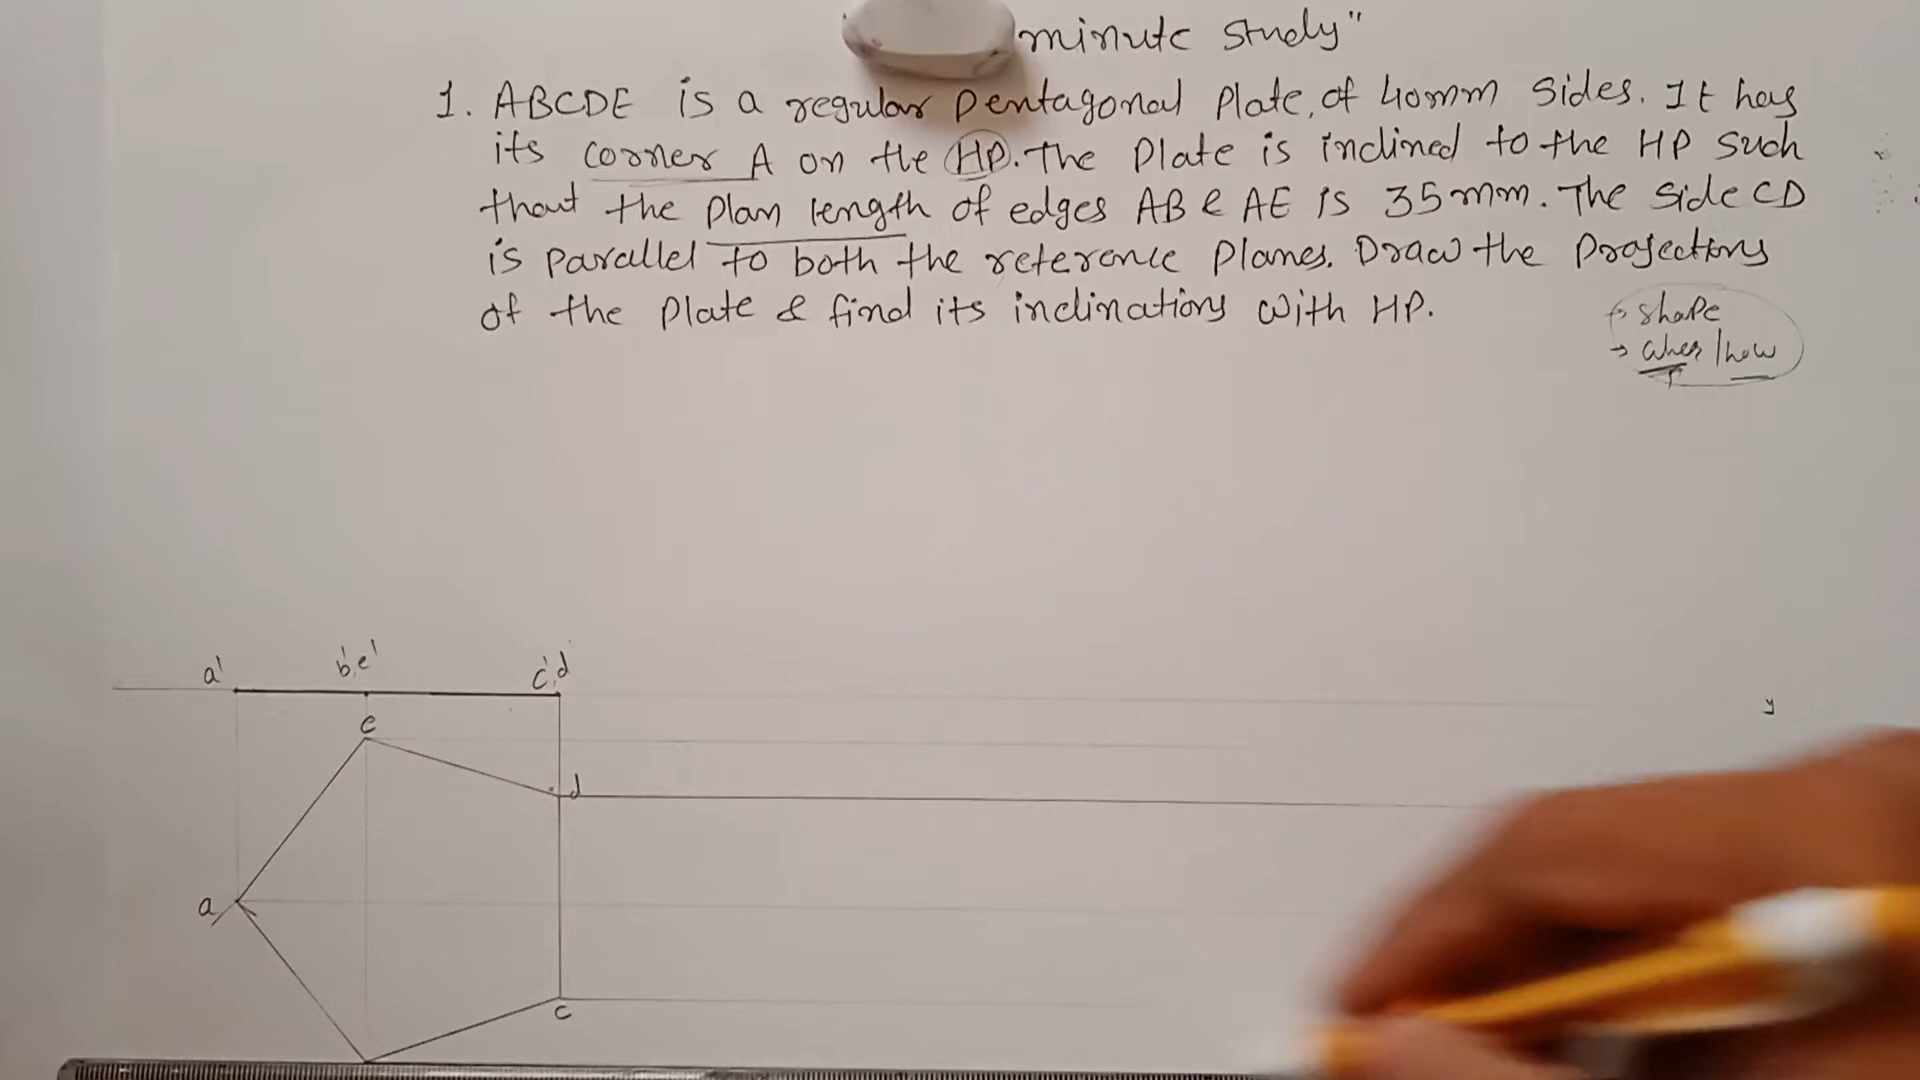 minute study"
1. ABCDE is a regular Pentagonal Plate, of 40mm Sides. It has
its corner A on the HP. The Plate is inclined to the HP such
that the plan length of edges AB & AE is 35mm. The side CD
is parallel to both the reference planes. Draw the Projections
of the Plate & find its inclinations with HP.
→ shape
→ when / how
a' b',e' c',d
y
e
d
a
c